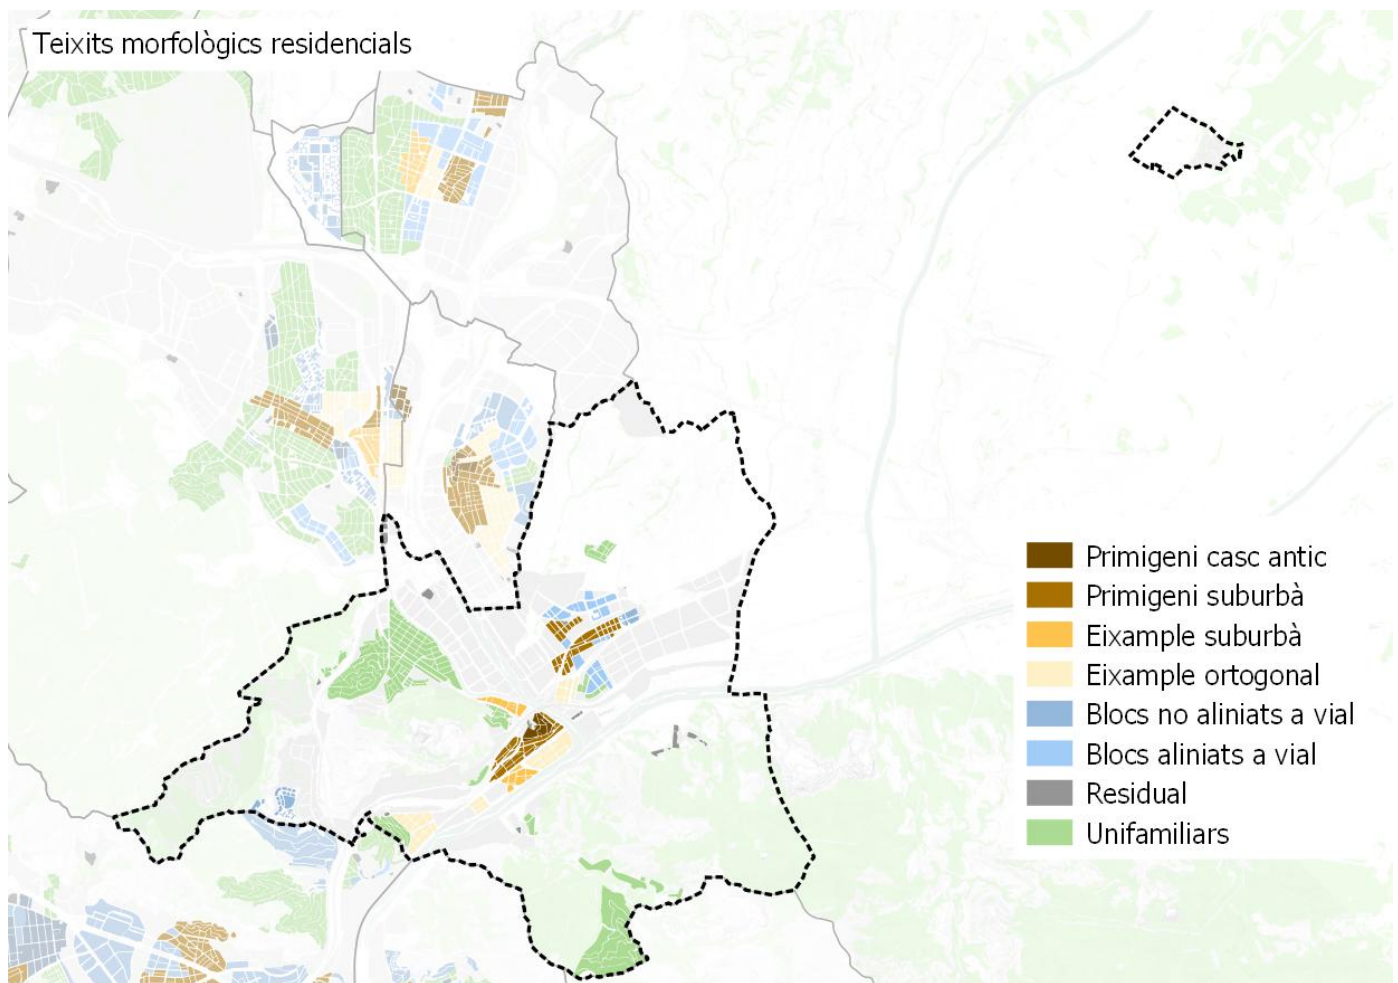 Teixits morfològics residencials
Primigeni casc antic
Primigeni suburbà
Eixample suburbà
Eixample ortogonal
Blocs no aliniats a vial
Blocs aliniats a vial
Residual
Unifamiliars